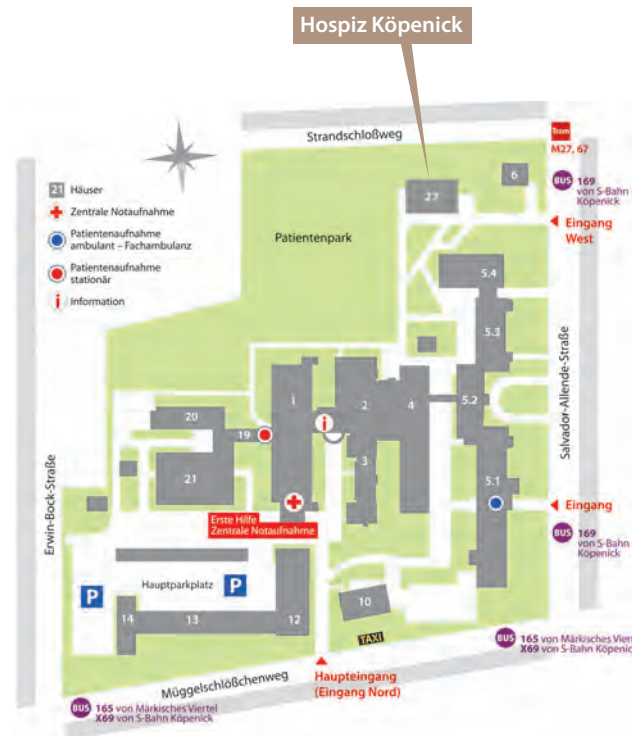 Hospiz Köpenick
Strandschloßweg
Tram
M27, 67
BUS 169
von S-Bahn
Köpenick
Eingang
West
21 Häuser
Zentrale Notaufnahme
Patientenaufnahme
ambulant – Fachambulanz
Patientenaufnahme
stationär
i Information
Patientenpark
27
6
5.4
5.3
5.2
5.1
1
2
3
4
i
20
19
21
Erste Hilfe
Zentrale Notaufnahme
Erwin-Bock-Straße
Salvador-Allende-Straße
Eingang
BUS 169
von S-Bahn
Köpenick
P
Hauptparkplatz
P
14
13
12
10
TAXI
Müggelschlößchenweg
Haupteingang
(Eingang Nord)
BUS 165 von Märkisches Viertel
X69 von S-Bahn Köpenick
BUS 165 von Märkisches Viertel
X69 von S-Bahn Köpenick